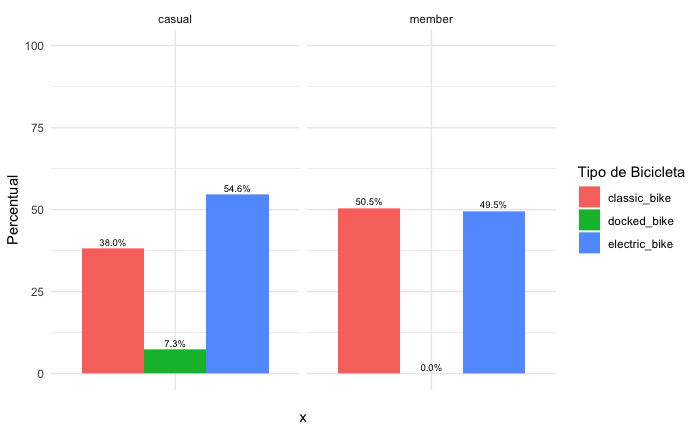 casual
member
100
75
50
25
0
Percentual
38.0%
7.3%
54.6%
50.5%
0.0%
49.5%
x
Tipo de Bicicleta
classic_bike
docked_bike
electric_bike